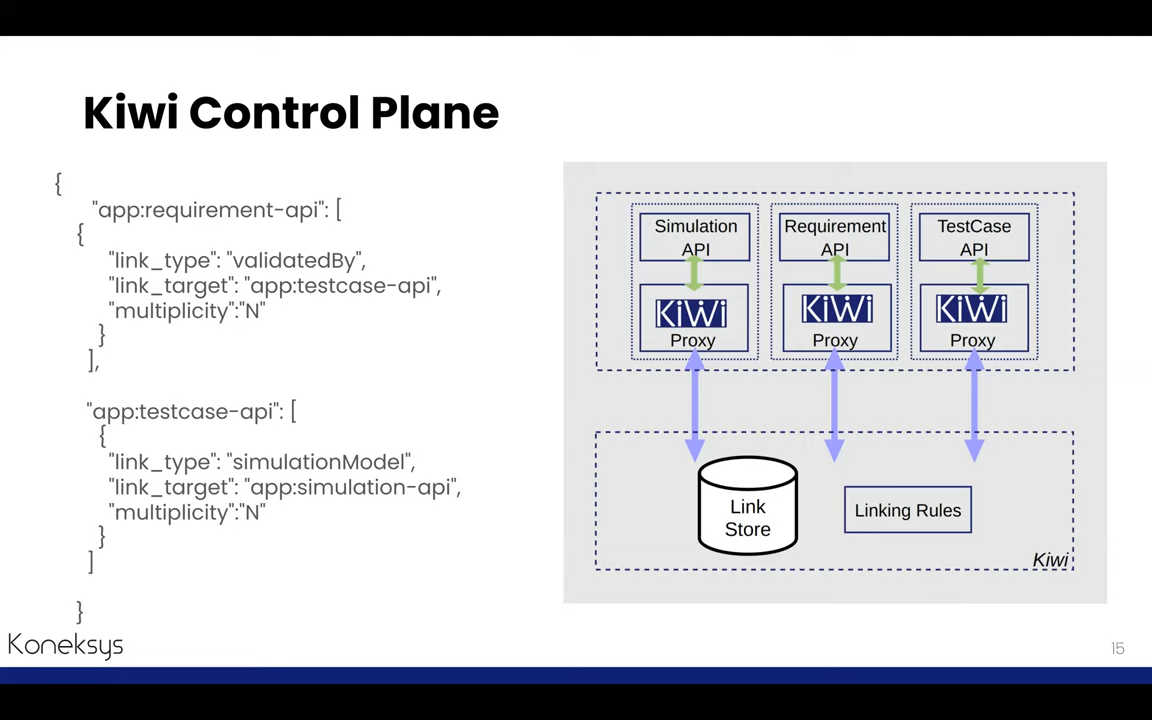 Kiwi Control Plane
{
"app:requirement-api": [
{
"link_type": "validatedBy",
"link_target": "app:testcase-api",
"multiplicity":"N"
}
],
"app:testcase-api": [
{
"link_type": "simulationModel",
"link_target": "app:simulation-api",
"multiplicity":"N"
}
]
}
Simulation
API
KiWi
Proxy
Requirement
API
KiWi
Proxy
TestCase
API
KiWi
Proxy
Link
Store
Linking Rules
Kiwi
Koneksys
15